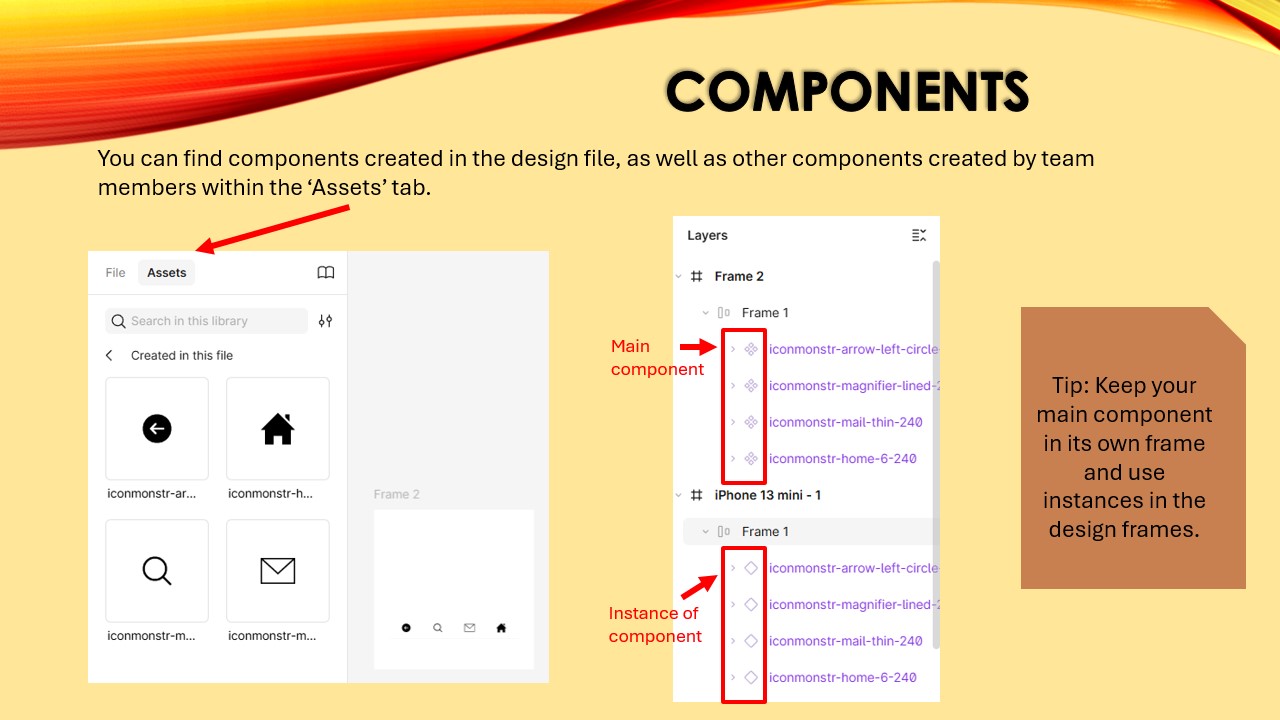 COMPONENTS
You can find components created in the design file, as well as other components created by team
members within the ‘Assets’ tab.
File Assets
Search in this library
Created in this file
iconmonstr-ar... iconmonstr-h...
iconmonstr-m... iconmonstr-m...
Frame 2
Main
component
Instance of
component
Layers
Frame 2
Frame 1
iconmonstr-arrow-left-circle-
iconmonstr-magnifier-lined-2
iconmonstr-mail-thin-240
iconmonstr-home-6-240
iPhone 13 mini - 1
Frame 1
iconmonstr-arrow-left-circle-
iconmonstr-magnifier-lined-2
iconmonstr-mail-thin-240
iconmonstr-home-6-240
Tip: Keep your
main component
in its own frame
and use
instances in the
design frames.